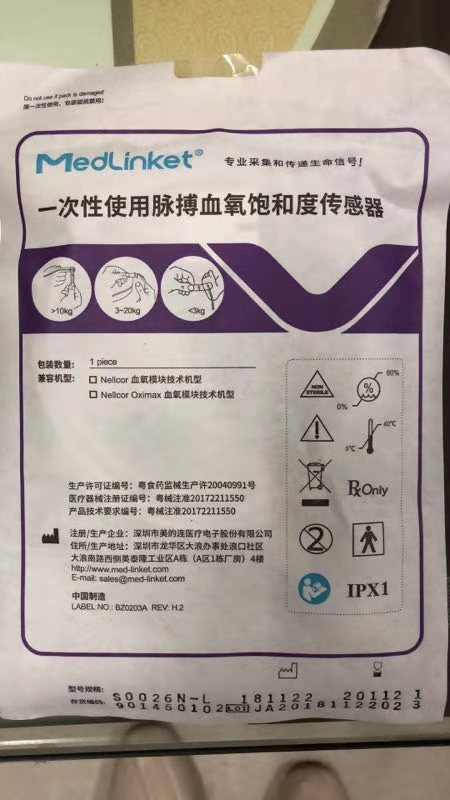 Do not use if pack is damaged
限一次性使用，包装破损禁用！
MedLinket® 专业采集和传递生命信号！
一次性使用脉搏血氧饱和度传感器
>10kg 3~20kg <3kg
包装数量： 1 piece
兼容机型： □ Nellcor 血氧模块技术机型
□ Nellcor Oximax 血氧模块技术机型
NON STERILE
0% % 80%
5℃ 40℃
RxOnly
2
IPX1
生产许可证编号：粤食药监械生产许20040991号
医疗器械注册证编号：粤械注准20172211550
产品技术要求编号：粤械注准20172211550
注册/生产企业：深圳市美的连医疗电子股份有限公司
住所/生产地址：深圳市龙华区大浪办事处浪口社区
大浪南路西侧英泰隆工业区A栋（A区1栋厂房）4楼
http://www.med-linket.com
E-mail: sales@med-linket.com
中国制造
LABEL NO.: BZ0203A REV: H.2
型号规格： S0026N-L 181122 201121
存货编码： 901450102 LOT JA20181122023